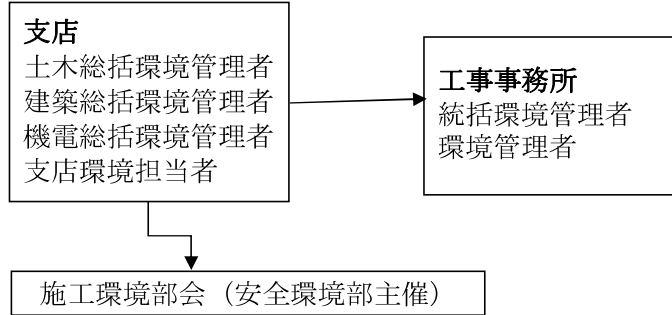 支店
土木総括環境管理者
建築総括環境管理者
機電総括環境管理者
支店環境担当者
工事事務所
統括環境管理者
環境管理者
施工環境部会（安全環境部主催）